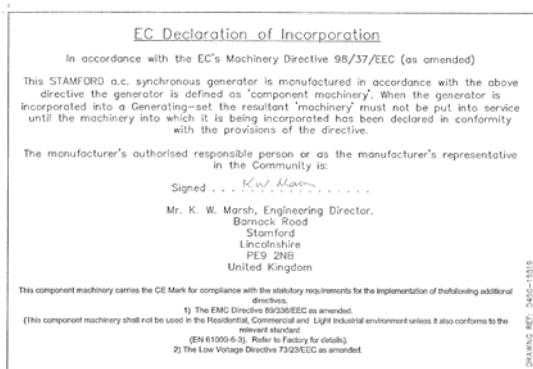 EC Declaration of Incorporation
In accordance with the EC's Machinery Directive 98/37/EEC (as amended)
This STAMFORD a.c. synchronous generator is manufactured in accordance with the above
directive the generator is defined as 'component machinery'. When the generator is
incorporated into a Generating-set the resultant 'machinery' must not be put into service
until the machinery into which it is being incorporated has been declared in conformity
with the provisions of the directive.
The manufacturer's authorised responsible person or as the manufacturer's representative
in the Community is:
Signed . . . KW Marsh . . . . . .
Mr. K. W. Marsh, Engineering Director.
Barnack Road
Stamford
Lincolnshire
PE9 2NB
United Kingdom
This component machinery carries the CE Mark for compliance with the statutory requirements for the implementation of thefollowing additional
directives.
1) The EMC Directive 89/336/EEC as amended.
(This component machinery shall not be used in the Residential, Commercial and Light Industrial environment unless it also conforms to the
relevant standard
(EN 61000-6-3). Refer to Factory for details).
2) The Low Voltage Directive 73/23/EEC as amended.
DRAWING REF: 0450-15519